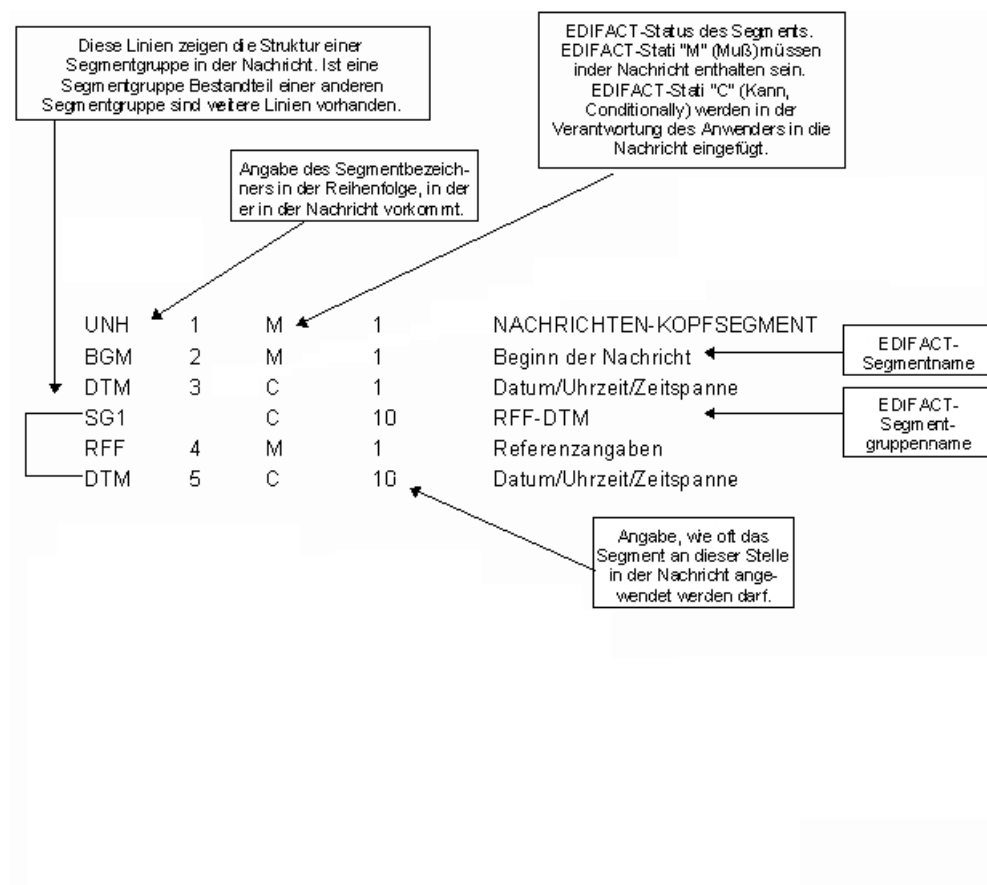 Diese Linien zeigen die Struktur einer
Segmentgruppe in der Nachricht. Ist eine
Segmentgruppe Bestandteil einer anderen
Segmentgruppe sind weitere Linien vorhanden.
EDIFACT-Status des Segments.
EDIFACT-Stati "M" (Muß) müssen
inder Nachricht enthalten sein.
EDIFACT-Stati "C" (Kann,
Conditionally) werden in der
Verantwortung des Anwenders in die
Nachricht eingefügt.
Angabe des Segmentbezeich-
ners in der Reihenfolge, in der
er in der Nachricht vorkommt.
UNH 1 M 1 NACHRICHTEN-KOPFSEGMENT
BGM 2 M 1 Beginn der Nachricht
DTM 3 C 1 Datum/Uhrzeit/Zeitspanne
SG1 C 10 RFF-DTM
RFF 4 M 1 Referenzangaben
DTM 5 C 10 Datum/Uhrzeit/Zeitspanne
EDIFACT-
Segmentname
EDIFACT-
Segment-
gruppenname
Angabe, wie oft das
Segment an dieser Stelle
in der Nachricht ange-
wendet werden darf.